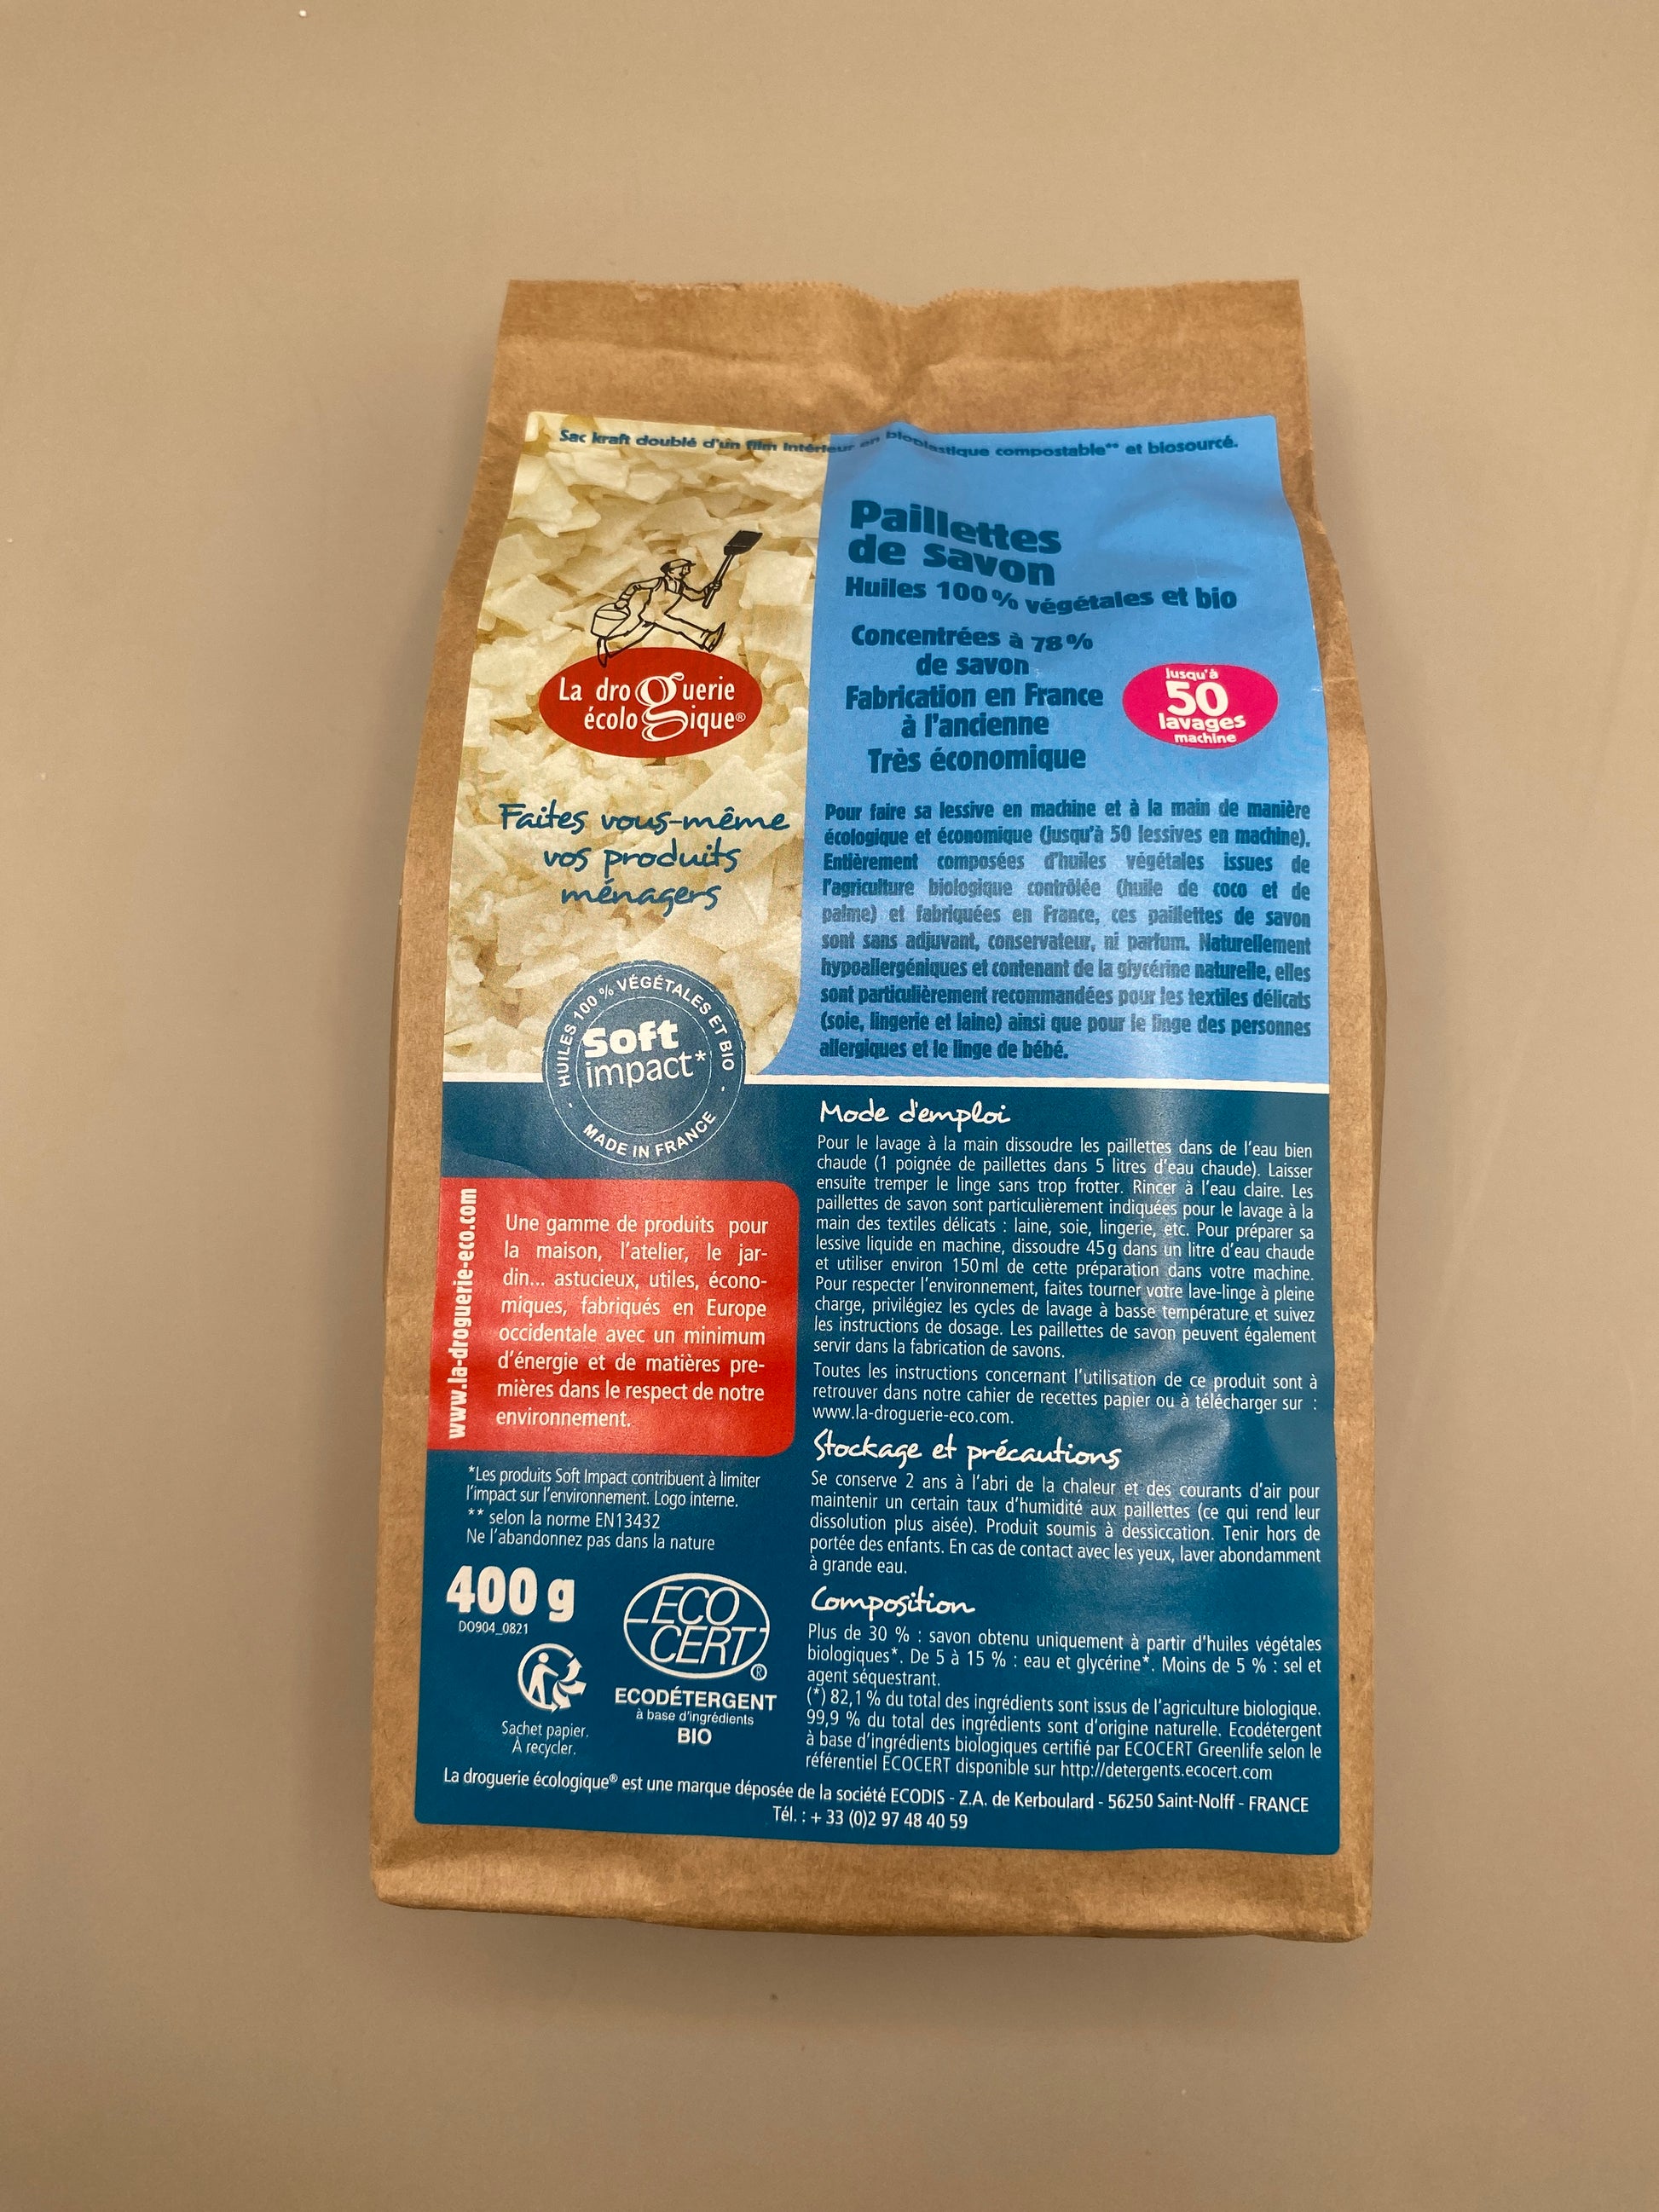 Sac kraft doublé d'un film intérieur en bioplastique compostable** et biosourcé.
La droguerie
écologique®
Faites vous-même
vos produits
ménagers
HUILES 100 % VÉGÉTALES ET BIO
Soft
impact*
- MADE IN FRANCE -
Paillettes
de savon
Huiles 100 % végétales et bio
Concentrées à 78 %
de savon
Fabrication en France
à l'ancienne
Très économique
Jusqu'à
50
lavages
machine
Pour faire sa lessive en machine et à la main de manière
écologique et économique (jusqu'à 50 lessives en machine).
Entièrement composées d'huiles végétales issues de
l'agriculture biologique contrôlée (huile de coco et de
palme) et fabriquées en France, ces paillettes de savon
sont sans adjuvant, conservateur, ni parfum. Naturellement
hypoallergéniques et contenant de la glycérine naturelle, elles
sont particulièrement recommandées pour les textiles délicats
(soie, lingerie et laine) ainsi que pour le linge des personnes
allergiques et le linge de bébé.
www.la-droguerie-eco.com
Une gamme de produits pour
la maison, l'atelier, le jar-
din... astucieux, utiles, écono-
miques, fabriqués en Europe
occidentale avec un minimum
d'énergie et de matières pre-
mières dans le respect de notre
environnement.
*Les produits Soft Impact contribuent à limiter
l'impact sur l'environnement. Logo interne.
** selon la norme EN13432
Ne l'abandonnez pas dans la nature
400 g
DO904_0821
Sachet papier.
À recycler.
ECO
CERT
®
ECODÉTERGENT
à base d'ingrédients
BIO
Mode d'emploi
Pour le lavage à la main dissoudre les paillettes dans de l'eau bien
chaude (1 poignée de paillettes dans 5 litres d'eau chaude). Laisser
ensuite tremper le linge sans trop frotter. Rincer à l'eau claire. Les
paillettes de savon sont particulièrement indiquées pour le lavage à la
main des textiles délicats : laine, soie, lingerie, etc. Pour préparer sa
lessive liquide en machine, dissoudre 45 g dans un litre d'eau chaude
et utiliser environ 150 ml de cette préparation dans votre machine.
Pour respecter l'environnement, faites tourner votre lave-linge à pleine
charge, privilégiez les cycles de lavage à basse température et suivez
les instructions de dosage. Les paillettes de savon peuvent également
servir dans la fabrication de savons.
Toutes les instructions concernant l'utilisation de ce produit sont à
retrouver dans notre cahier de recettes papier ou à télécharger sur :
www.la-droguerie-eco.com.
Stockage et précautions
Se conserve 2 ans à l'abri de la chaleur et des courants d'air pour
maintenir un certain taux d'humidité aux paillettes (ce qui rend leur
dissolution plus aisée). Produit soumis à dessiccation. Tenir hors de
portée des enfants. En cas de contact avec les yeux, laver abondamment
à grande eau.
Composition
Plus de 30 % : savon obtenu uniquement à partir d'huiles végétales
biologiques*. De 5 à 15 % : eau et glycérine*. Moins de 5 % : sel et
agent séquestrant.
(*) 82,1 % du total des ingrédients sont issus de l'agriculture biologique.
99,9 % du total des ingrédients sont d'origine naturelle. Ecodétergent
à base d'ingrédients biologiques certifié par ECOCERT Greenlife selon le
référentiel ECOCERT disponible sur http://detergents.ecocert.com
La droguerie écologique® est une marque déposée de la société ECODIS - Z.A. de Kerboulard - 56250 Saint-Nolff - FRANCE
Tél. : + 33 (0)2 97 48 40 59